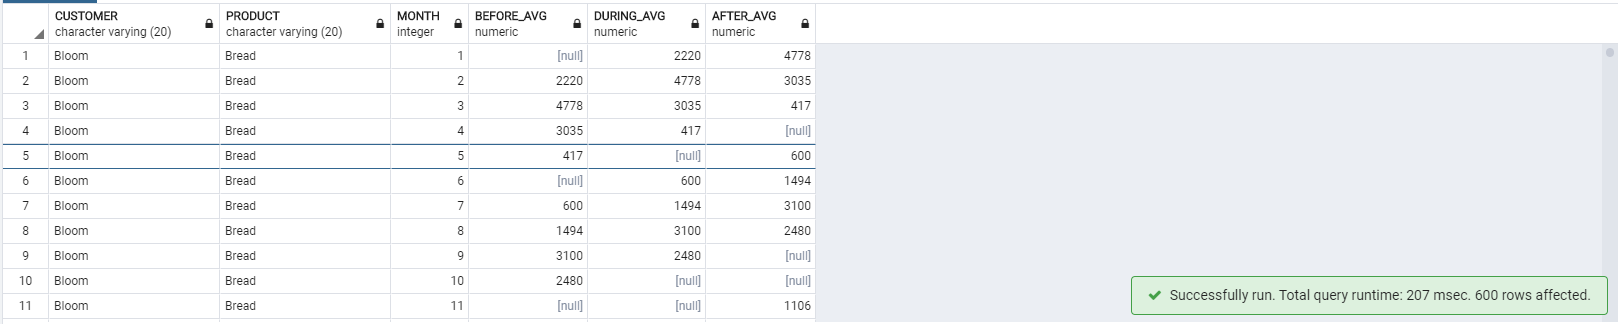 CUSTOMER PRODUCT MONTH BEFORE_AVG DURING_AVG AFTER_AVG
character varying (20) character varying (20) integer numeric numeric numeric
1 Bloom Bread 1 [null] 2220 4778
2 Bloom Bread 2 2220 4778 3035
3 Bloom Bread 3 4778 3035 417
4 Bloom Bread 4 3035 417 [null]
5 Bloom Bread 5 417 [null] 600
6 Bloom Bread 6 [null] 600 1494
7 Bloom Bread 7 600 1494 3100
8 Bloom Bread 8 1494 3100 2480
9 Bloom Bread 9 3100 2480 [null]
10 Bloom Bread 10 2480 [null] [null]
11 Bloom Bread 11 [null] [null] 1106
Successfully run. Total query runtime: 207 msec. 600 rows affected.